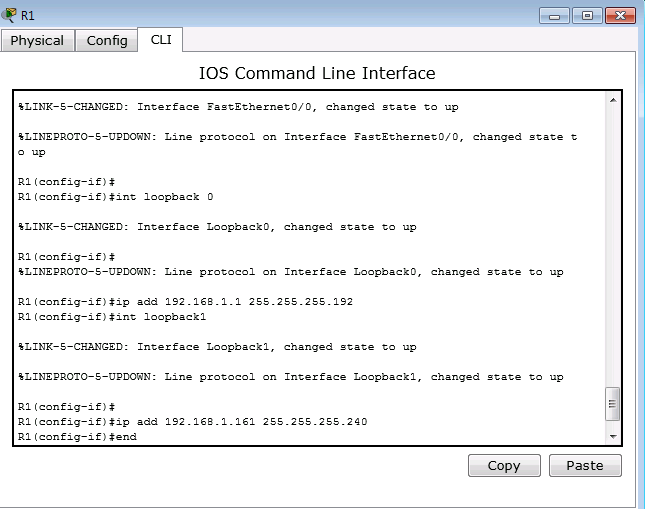 R1
Physical Config CLI
IOS Command Line Interface
%LINK-5-CHANGED: Interface FastEthernet0/0, changed state to up
%LINEPROTO-5-UPDOWN: Line protocol on Interface FastEthernet0/0, changed state t
o up
R1(config-if)#
R1(config-if)#int loopback 0
%LINK-5-CHANGED: Interface Loopback0, changed state to up
R1(config-if)#
%LINEPROTO-5-UPDOWN: Line protocol on Interface Loopback0, changed state to up
R1(config-if)#ip add 192.168.1.1 255.255.255.192
R1(config-if)#int loopback1
%LINK-5-CHANGED: Interface Loopback1, changed state to up
%LINEPROTO-5-UPDOWN: Line protocol on Interface Loopback1, changed state to up
R1(config-if)#
R1(config-if)#ip add 192.168.1.161 255.255.255.240
R1(config-if)#end
Copy Paste